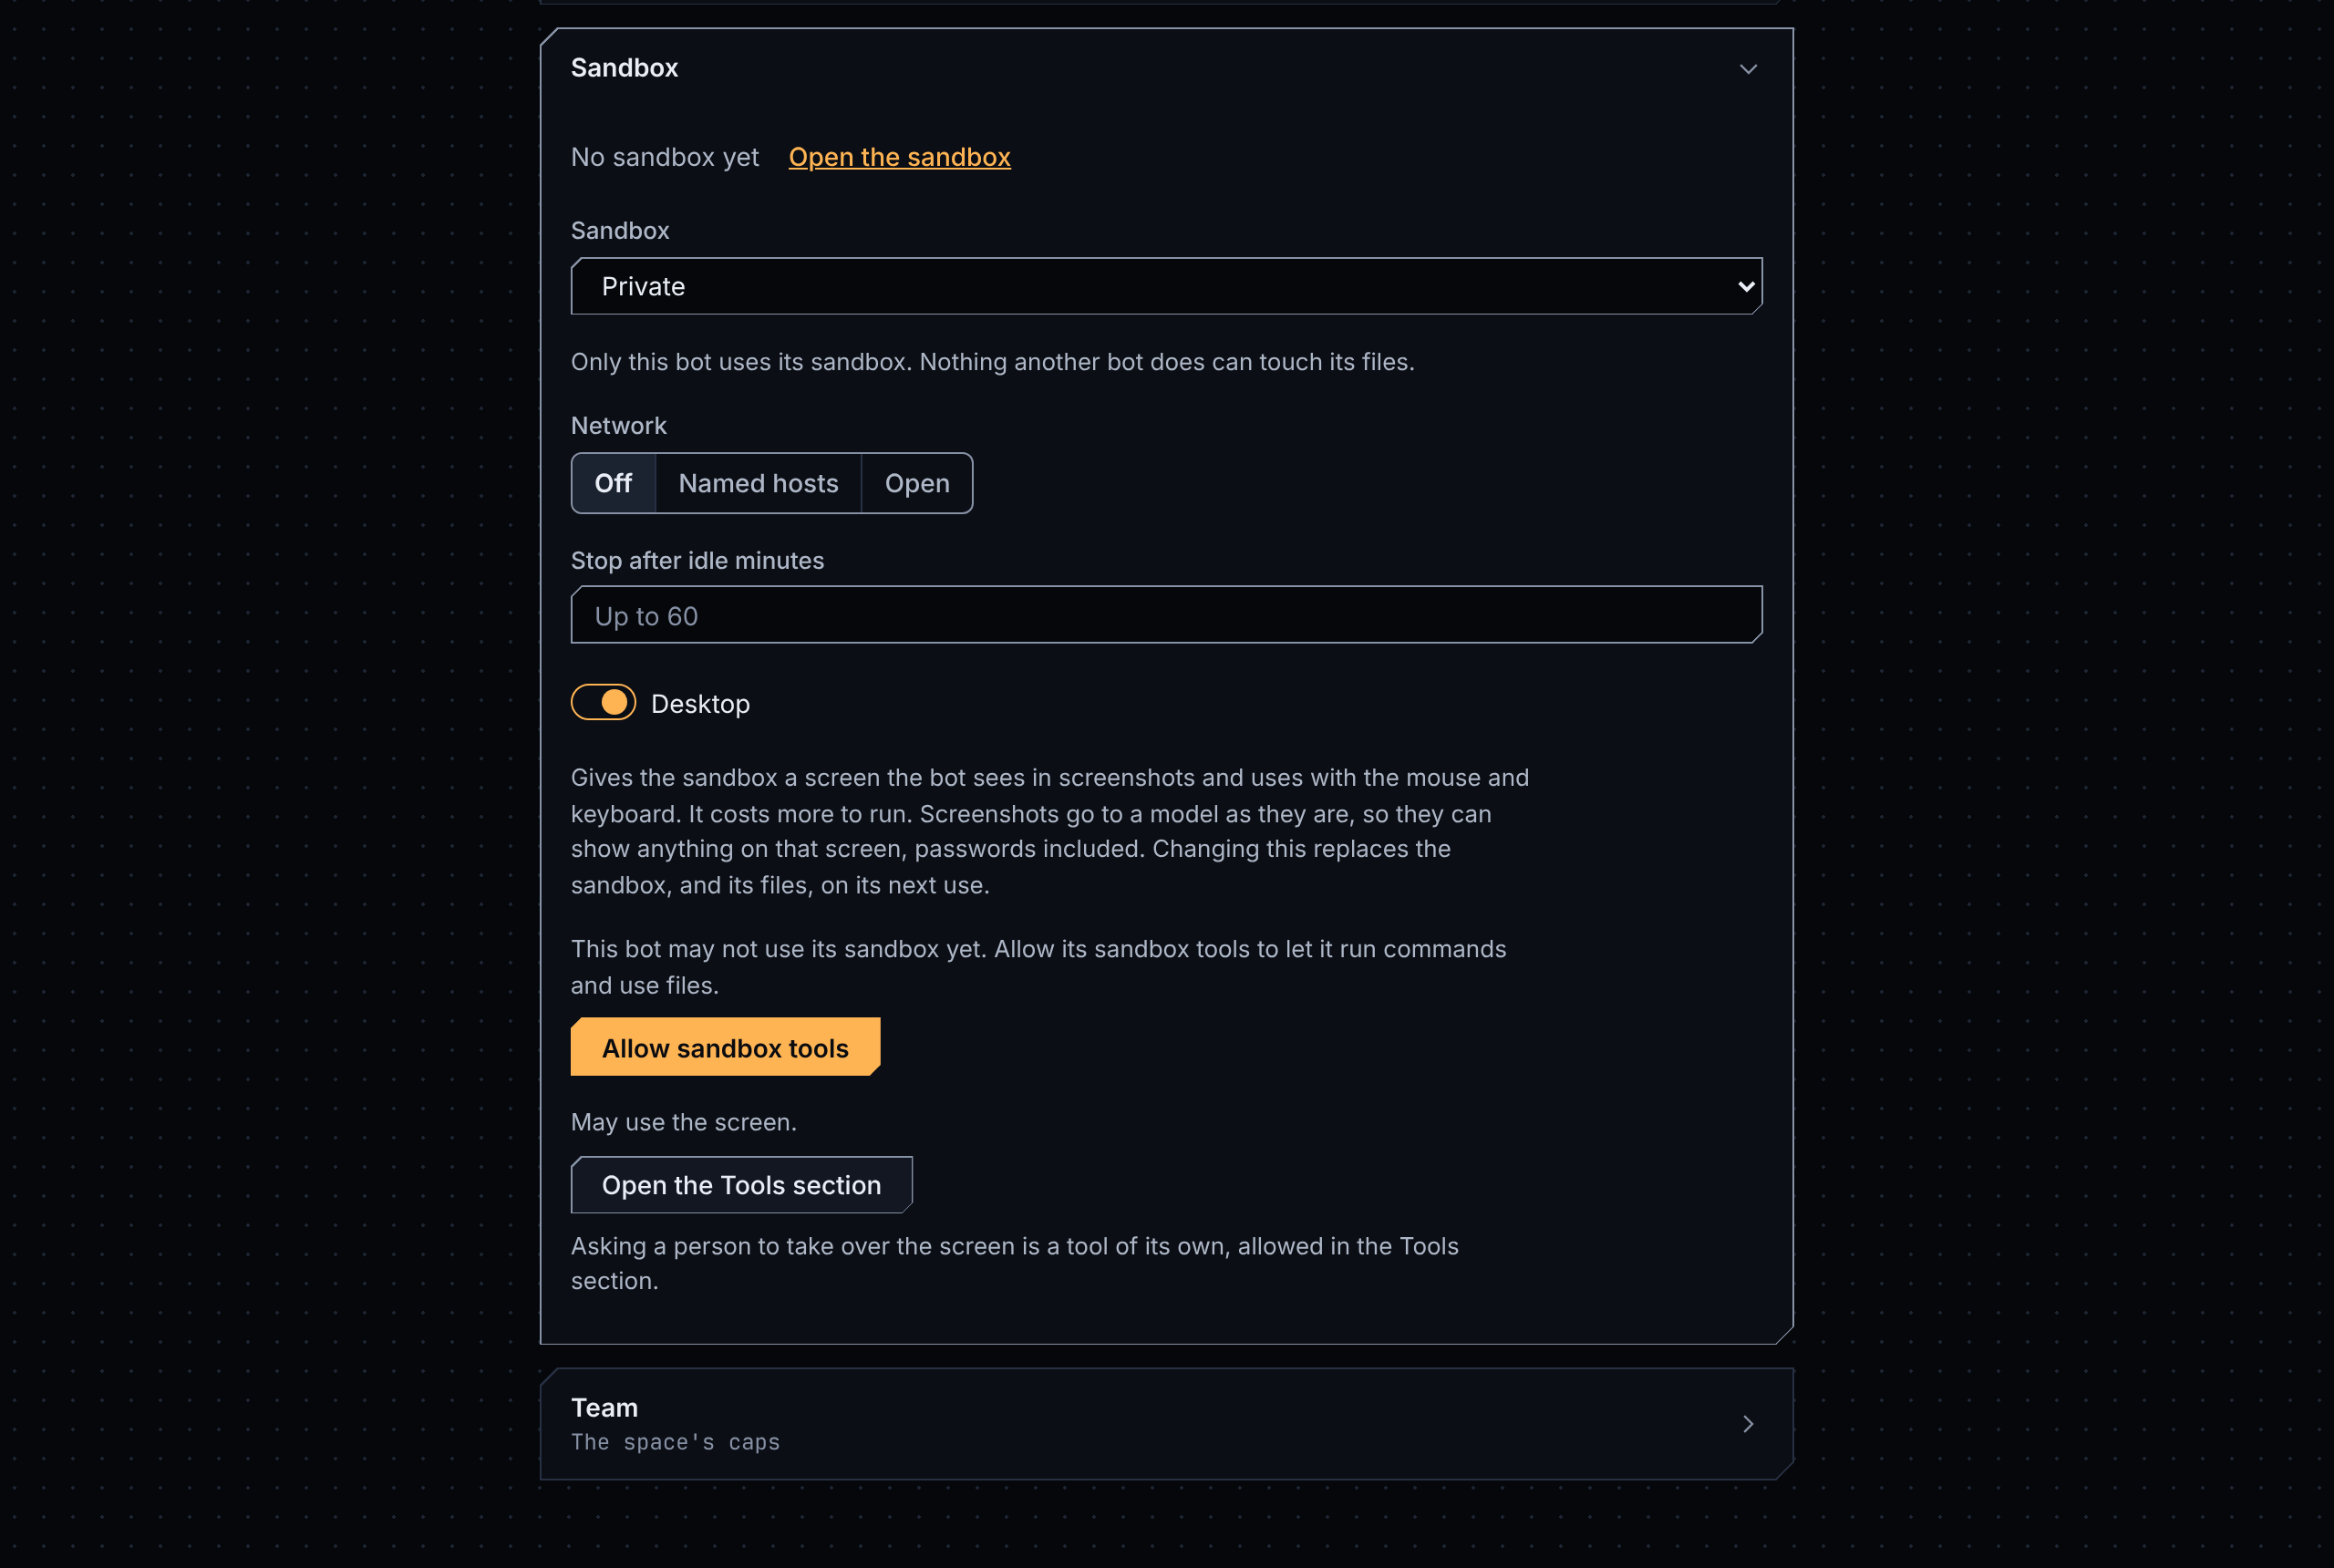 Sandbox
No sandbox yet Open the sandbox
Sandbox
Private
Only this bot uses its sandbox. Nothing another bot does can touch its files.
Network
Off Named hosts Open
Stop after idle minutes
Up to 60
Desktop
Gives the sandbox a screen the bot sees in screenshots and uses with the mouse and
keyboard. It costs more to run. Screenshots go to a model as they are, so they can
show anything on that screen, passwords included. Changing this replaces the
sandbox, and its files, on its next use.
This bot may not use its sandbox yet. Allow its sandbox tools to let it run commands
and use files.
Allow sandbox tools
May use the screen.
Open the Tools section
Asking a person to take over the screen is a tool of its own, allowed in the Tools
section.
Team
The space's caps